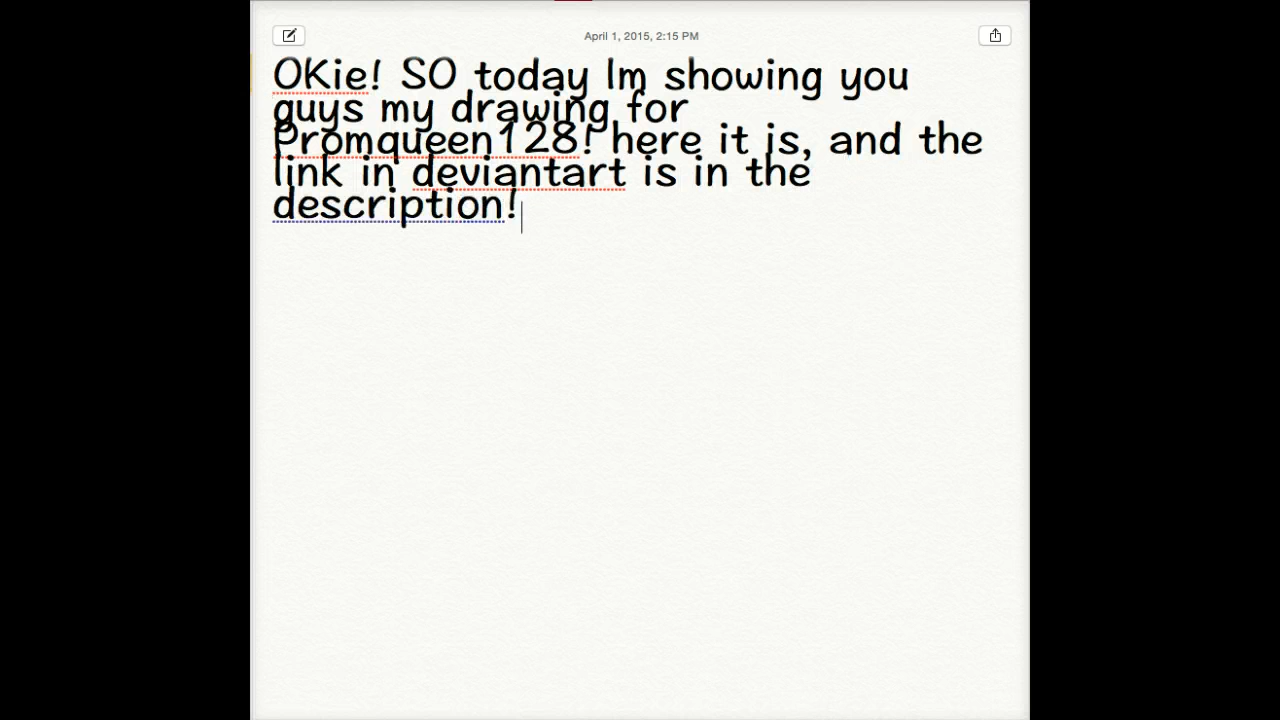 April 1, 2015, 2:15 PM
OKie! SO today Im showing you
guys my drawing for
Promqueen128! here it is, and the
link in deviantart is in the
description!